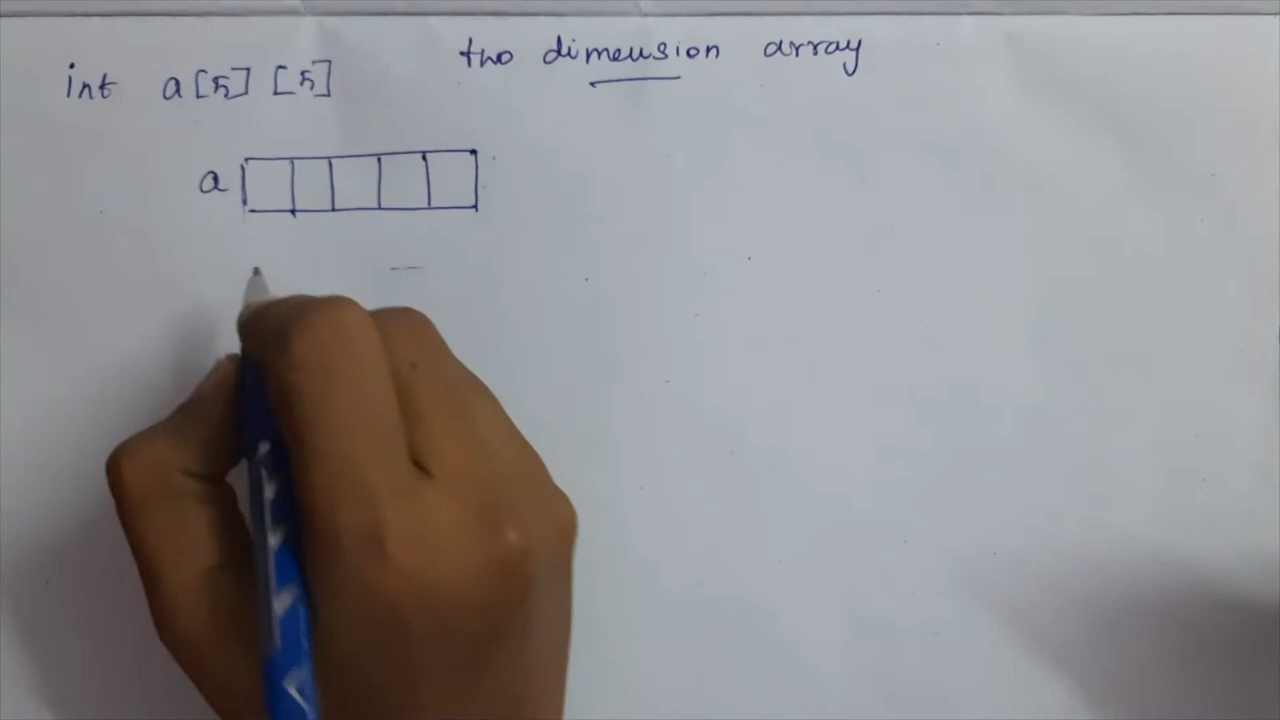 two dimension array
int a[5] [5]
a